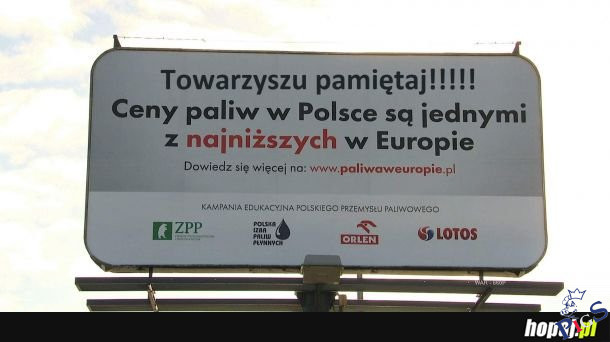 Towarzyszu pamiętaj!!!!!
Ceny paliw w Polsce są jednymi
z najniższych w Europie
Dowiedz się więcej na: www.paliwaweuropie.pl
KAMPANIA EDUKACYJNA POLSKIEGO PRZEMYSŁU PALIWOWEGO
ZPP
POLSKA
IZBA
PALIW
PŁYNNYCH
ORLEN
LOTOS
hopaj.pl